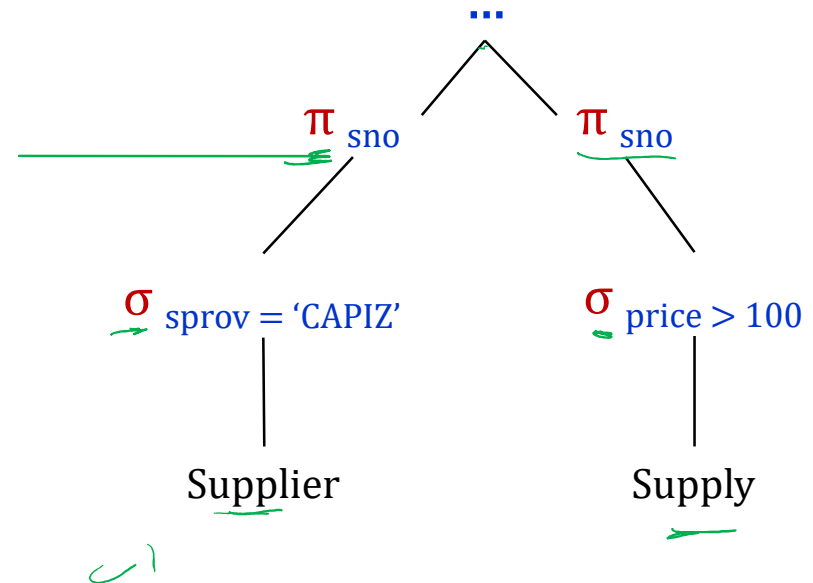 ...
π sno π sno
σ sprov = ‘CAPIZ’ σ price > 100
Supplier Supply